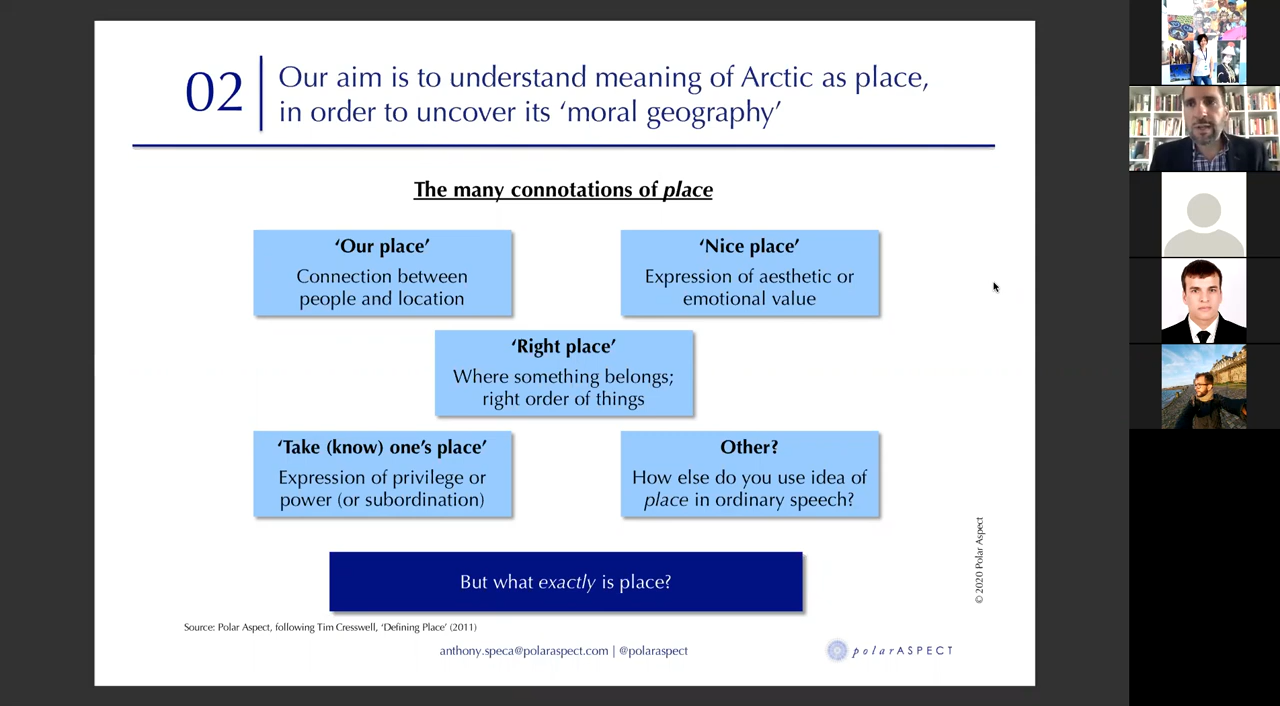 02
Our aim is to understand meaning of Arctic as place,
in order to uncover its ‘moral geography’
The many connotations of place
‘Our place’
Connection between
people and location
‘Nice place’
Expression of aesthetic or
emotional value
‘Right place’
Where something belongs;
right order of things
‘Take (know) one’s place’
Expression of privilege or
power (or subordination)
Other?
How else do you use idea of
place in ordinary speech?
But what exactly is place?
© 2020 Polar Aspect
Source: Polar Aspect, following Tim Cresswell, ‘Defining Place’ (2011)
anthony.speca@polaraspect.com | @polaraspect
polarASPECT